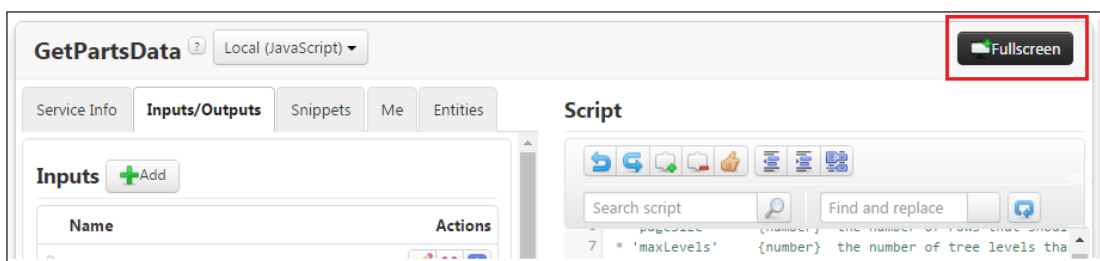 GetPartsData ? Local (JavaScript)
Fullscreen
Service Info Inputs/Outputs Snippets Me Entities
Script
Inputs Add
Search script Find and replace
Name Actions
7 * 'maxLevels' {number} the number of tree levels tha